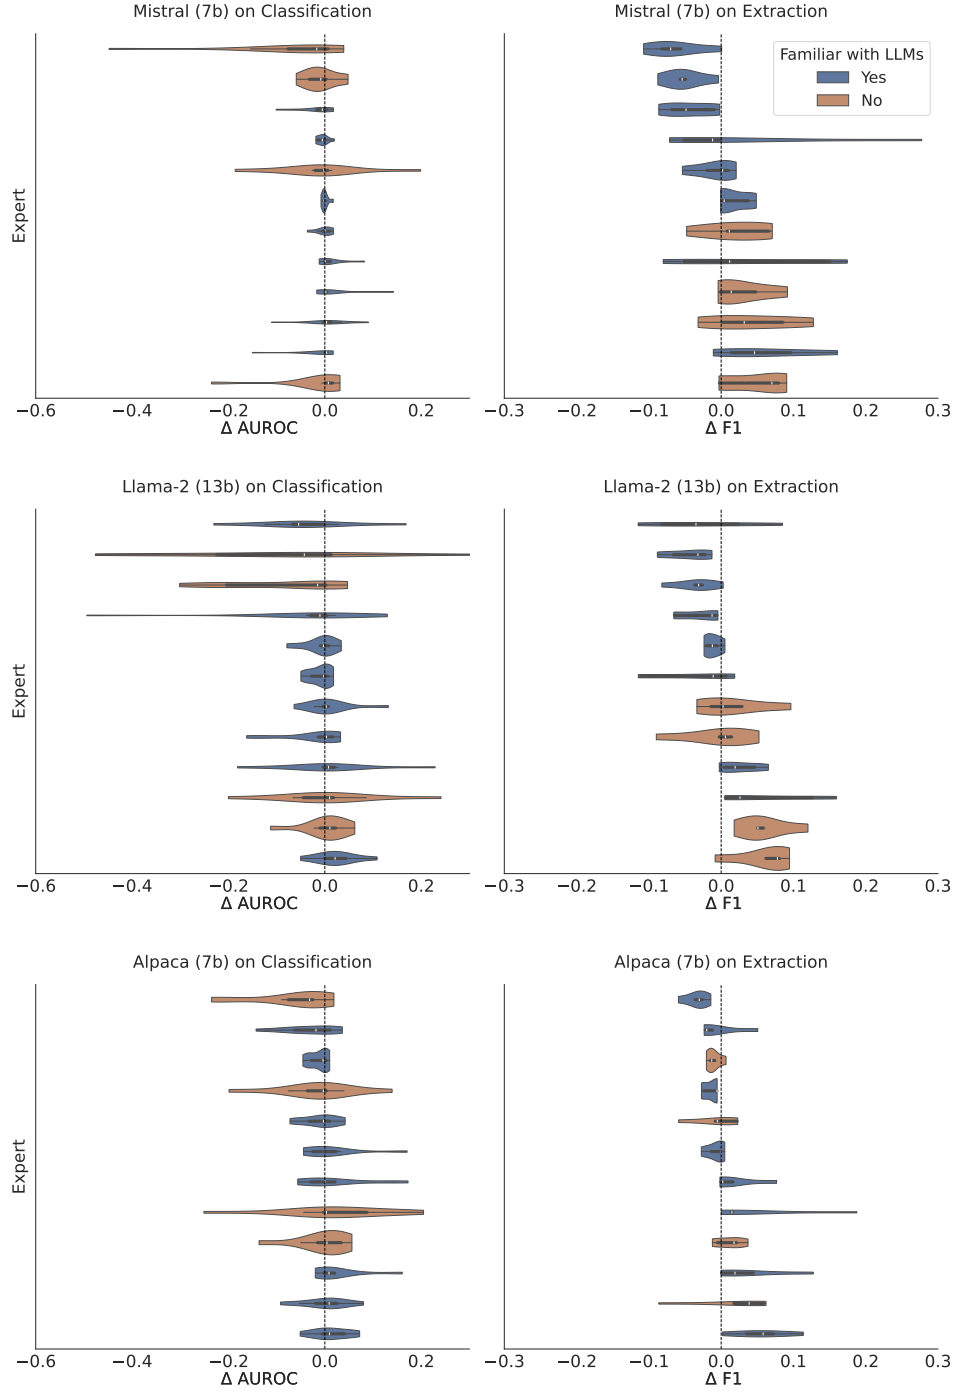 Mistral (7b) on Classification
Mistral (7b) on Extraction
Familiar with LLMs
Yes
No
Expert
−0.6 −0.4 −0.2 0.0 0.2
−0.3 −0.2 −0.1 0.0 0.1 0.2 0.3
Δ AUROC
Δ F1
Llama-2 (13b) on Classification
Llama-2 (13b) on Extraction
Expert
−0.6 −0.4 −0.2 0.0 0.2
−0.3 −0.2 −0.1 0.0 0.1 0.2 0.3
Δ AUROC
Δ F1
Alpaca (7b) on Classification
Alpaca (7b) on Extraction
Expert
−0.6 −0.4 −0.2 0.0 0.2
−0.3 −0.2 −0.1 0.0 0.1 0.2 0.3
Δ AUROC
Δ F1